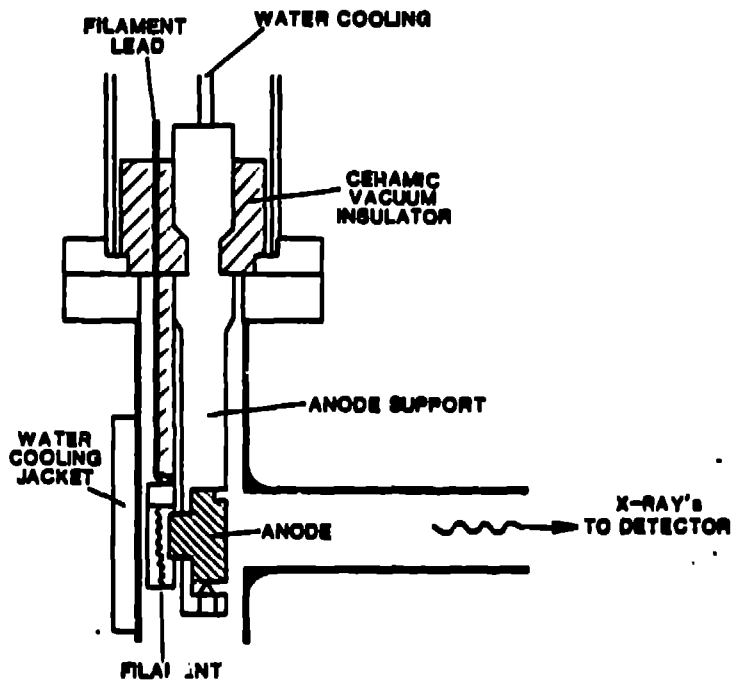 FILAMENT
LEAD
WATER COOLING
CERAMIC
VACUUM
INSULATOR
ANODE SUPPORT
WATER
COOLING
JACKET
X-RAY's
TO DETECTOR
ANODE